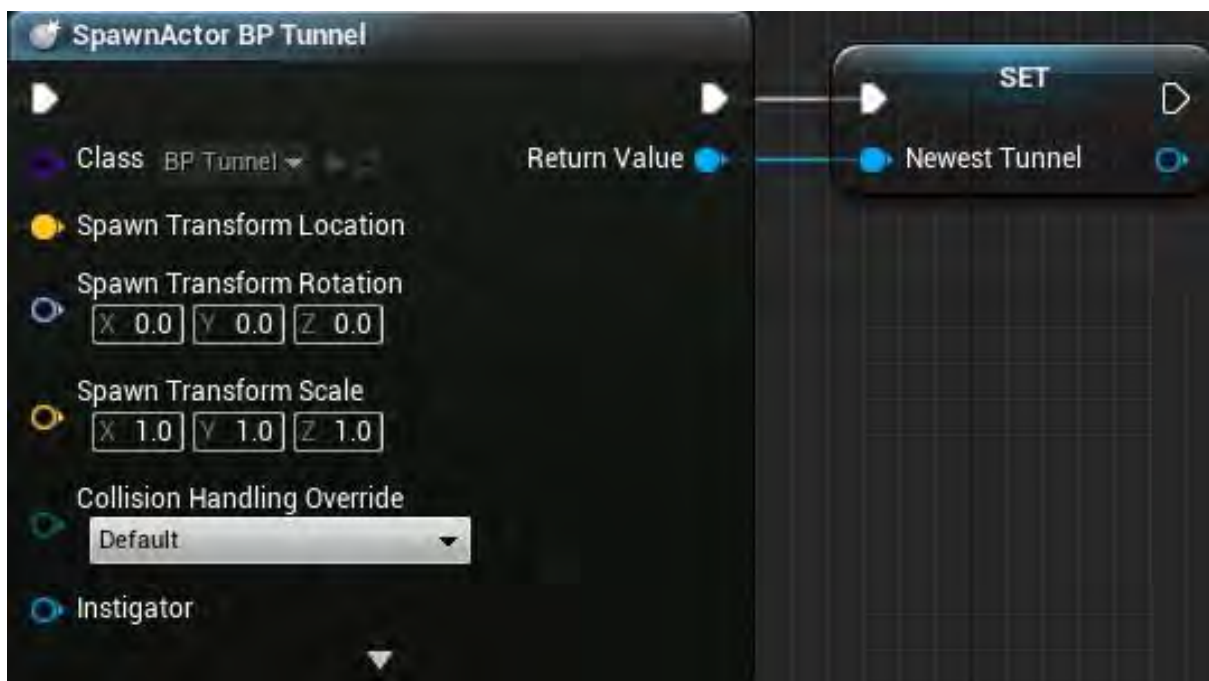 SpawnActor BP Tunnel
SET
Class BP Tunnel
Return Value
Newest Tunnel
Spawn Transform Location
Spawn Transform Rotation
X 0.0 Y 0.0 Z 0.0
Spawn Transform Scale
X 1.0 Y 1.0 Z 1.0
Collision Handling Override
Default
Instigator